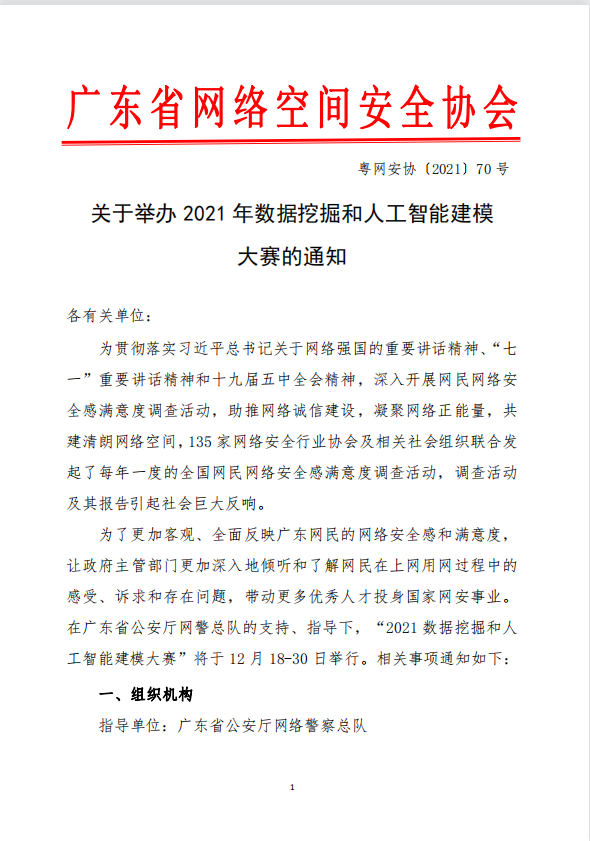 广东省网络空间安全协会
粤网安协〔2021〕70 号
关于举办 2021 年数据挖掘和人工智能建模
大赛的通知
各有关单位：
为贯彻落实习近平总书记关于网络强国的重要讲话精神、“七
一”重要讲话精神和十九届五中全会精神，深入开展网民网络安
全感满意度调查活动，助推网络诚信建设，凝聚网络正能量，共
建清朗网络空间，135 家网络安全行业协会及相关社会组织联合发
起了每年一度的全国网民网络安全感满意度调查活动，调查活动
及其报告引起社会巨大反响。
为了更加客观、全面反映广东网民的网络安全感和满意度，
让政府主管部门更加深入地倾听和了解网民在上网用网过程中的
感受、诉求和存在问题，带动更多优秀人才投身国家网安事业。
在广东省公安厅网警总队的支持、指导下，“2021 数据挖掘和人
工智能建模大赛”将于 12 月 18-30 日举行。相关事项通知如下：
一、组织机构
指导单位：广东省公安厅网络警察总队
1